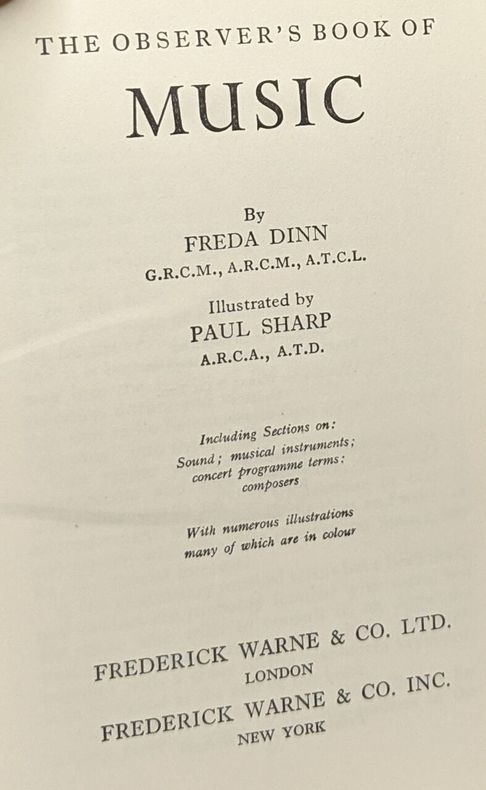 THE OBSERVER'S BOOK OF
MUSIC
By
FREDA DINN
G.R.C.M., A.R.C.M., A.T.C.L.
Illustrated by
PAUL SHARP
A.R.C.A., A.T.D.
Including Sections on:
Sound; musical instruments;
concert programme terms;
composers
With numerous illustrations
many of which are in colour
FREDERICK WARNE & CO. LTD.
LONDON
FREDERICK WARNE & CO. INC.
NEW YORK